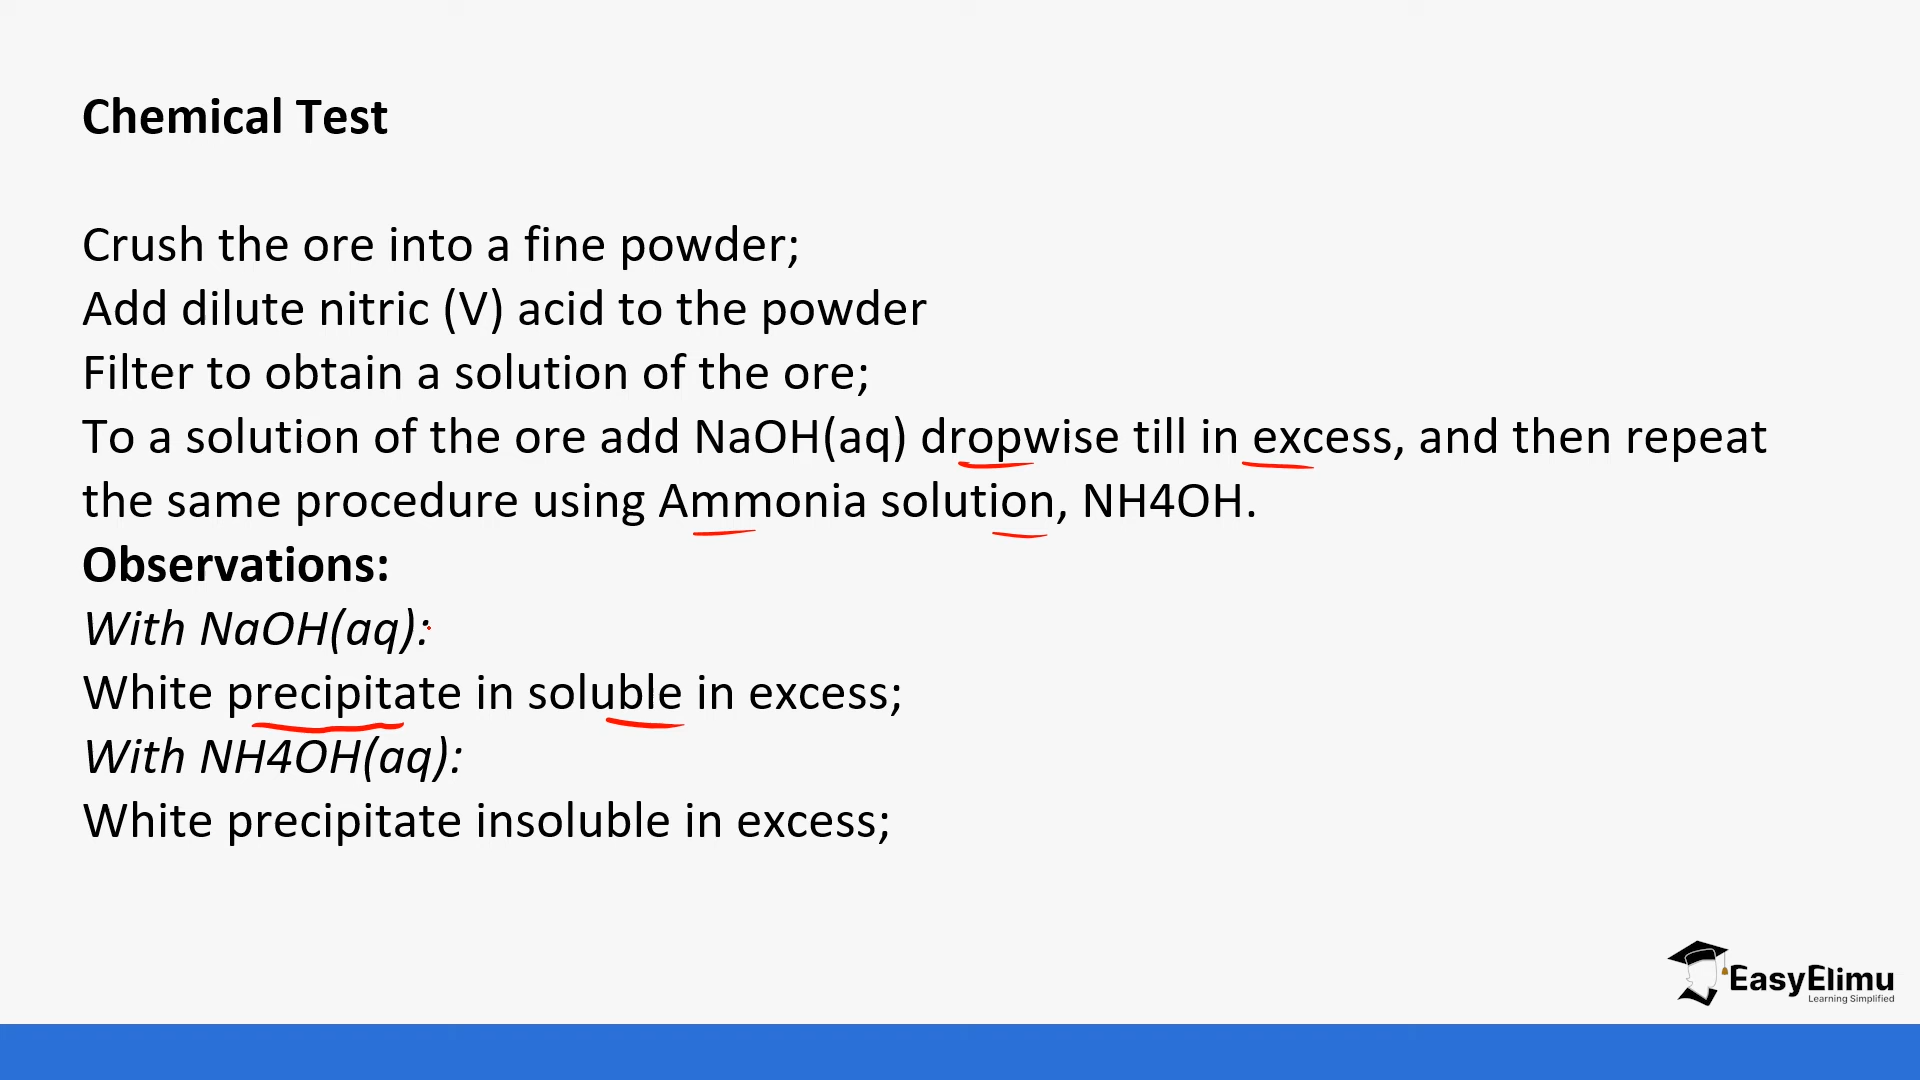 Chemical Test
Crush the ore into a fine powder;
Add dilute nitric (V) acid to the powder
Filter to obtain a solution of the ore;
To a solution of the ore add NaOH(aq) dropwise till in excess, and then repeat
the same procedure using Ammonia solution, NH4OH.
Observations:
With NaOH(aq):
White precipitate in soluble in excess;
With NH4OH(aq):
White precipitate insoluble in excess;
EasyElimu
Learning Simplified